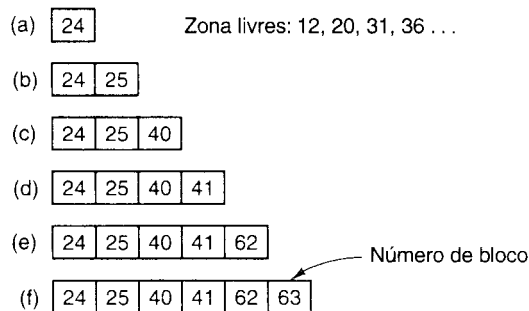 (a) 24 Zona livres: 12, 20, 31, 36 . . .
(b) 24 25
(c) 24 25 40
(d) 24 25 40 41
(e) 24 25 40 41 62
Número de bloco
(f) 24 25 40 41 62 63